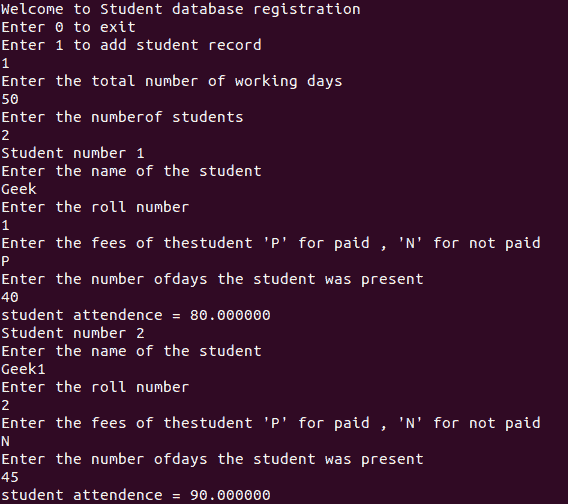 Welcome to Student database registration
Enter 0 to exit
Enter 1 to add student record
1
Enter the total number of working days
50
Enter the numberof students
2
Student number 1
Enter the name of the student
Geek
Enter the roll number
1
Enter the fees of thestudent 'P' for paid , 'N' for not paid
P
Enter the number ofdays the student was present
40
student attendence = 80.000000
Student number 2
Enter the name of the student
Geek1
Enter the roll number
2
Enter the fees of thestudent 'P' for paid , 'N' for not paid
N
Enter the number ofdays the student was present
45
student attendence = 90.000000